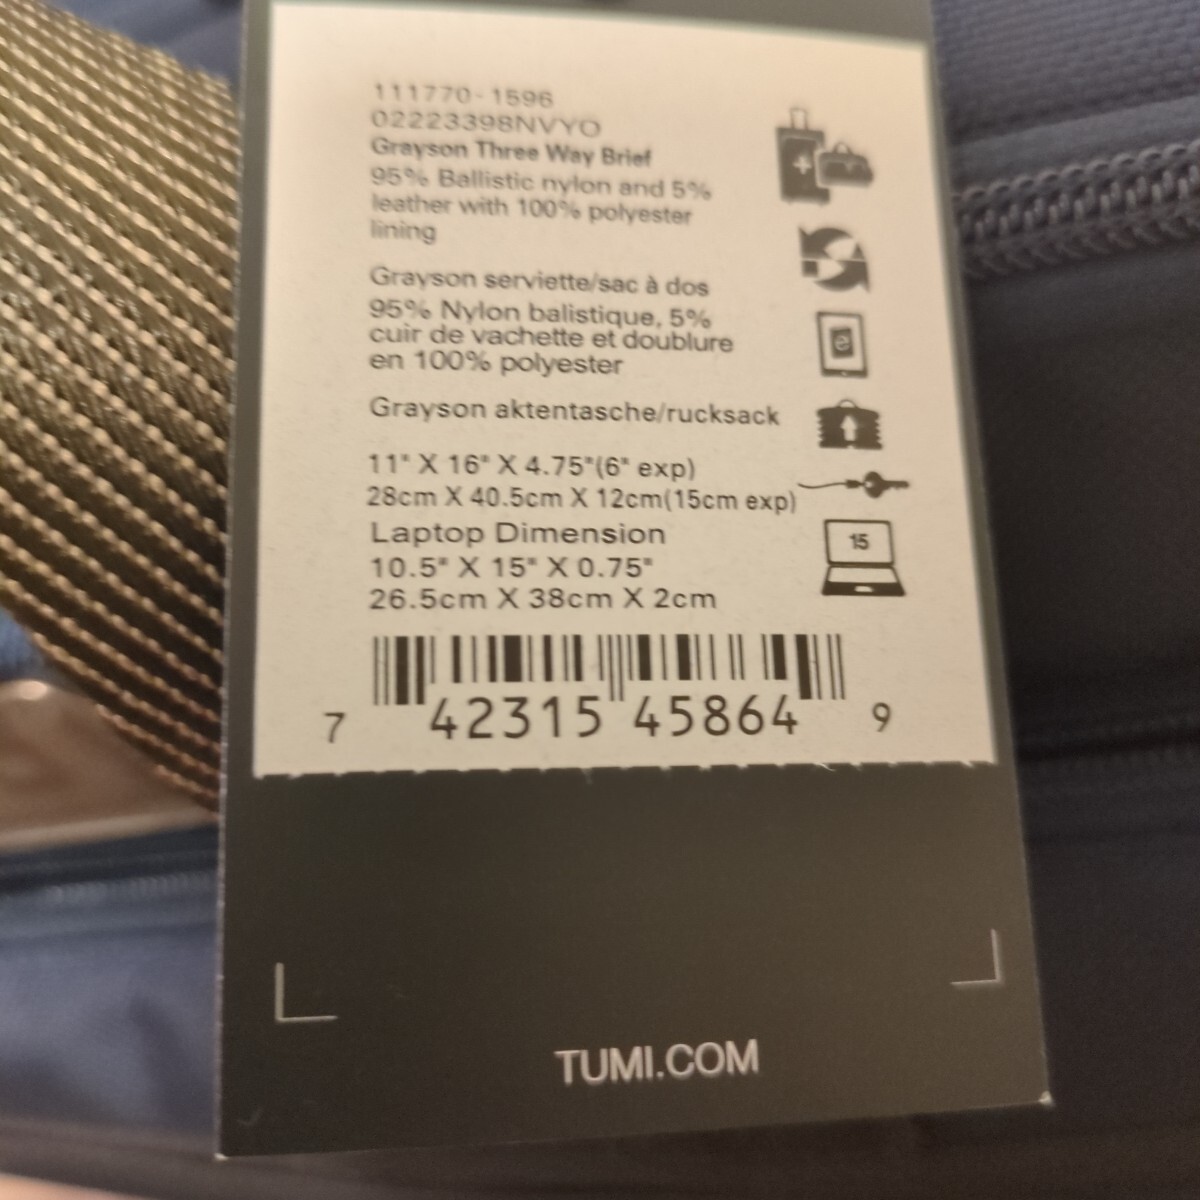 111770-1596
02223398NVYO
Grayson Three Way Brief
95% Ballistic nylon and 5%
leather with 100% polyester
lining
Grayson serviette/sac à dos
95% Nylon balistique, 5%
cuir de vachette et doublure
en 100% polyester
Grayson aktentasche/rucksack
11" X 16" X 4.75"(6" exp)
28cm X 40.5cm X 12cm(15cm exp)
Laptop Dimension
10.5" X 15" X 0.75"
26.5cm X 38cm X 2cm
15
7 42315 45864 9
TUMI.COM